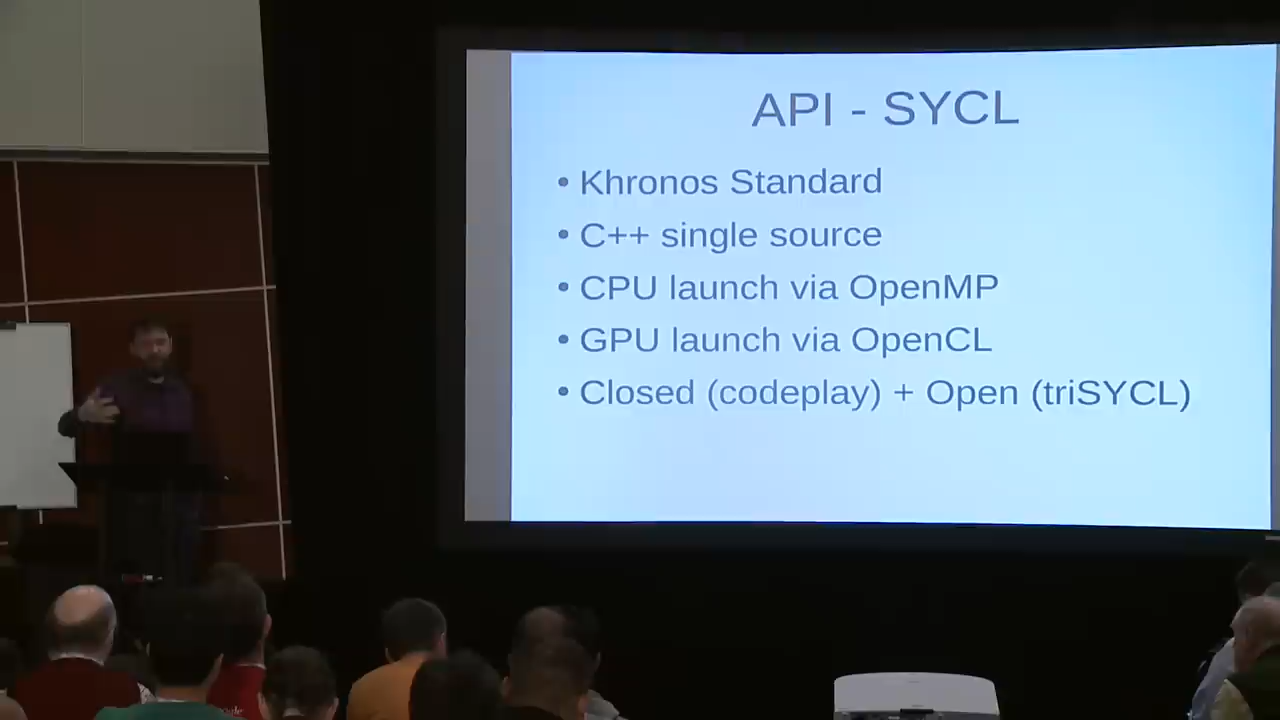 API - SYCL
• Khronos Standard
• C++ single source
• CPU launch via OpenMP
• GPU launch via OpenCL
• Closed (codeplay) + Open (triSYCL)